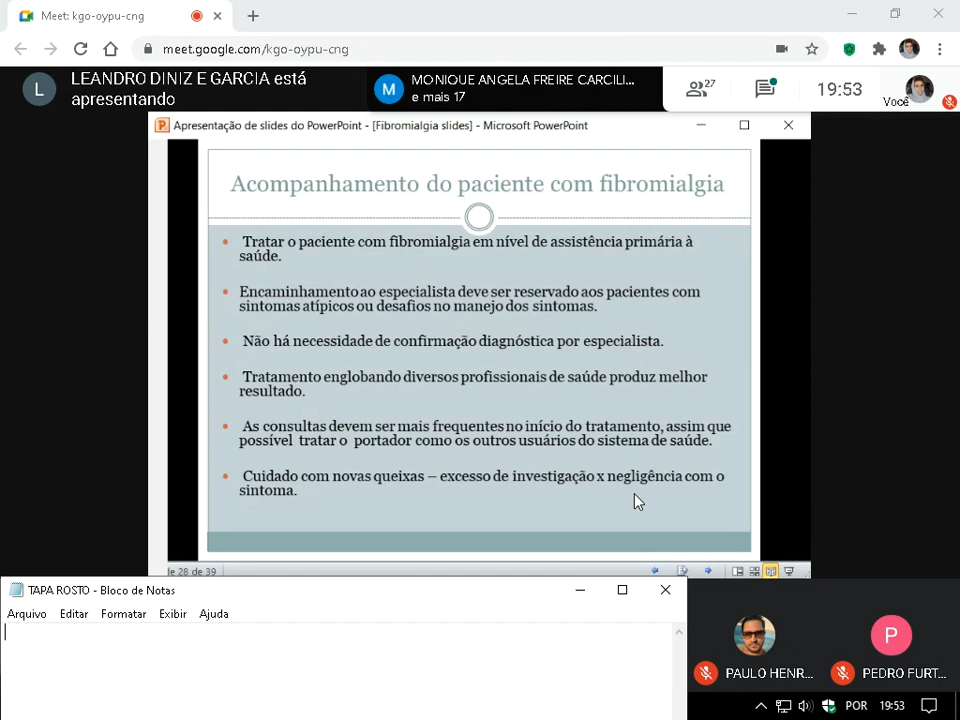 Meet: kgo-oypu-cng
meet.google.com/kgo-oypu-cng
L
LEANDRO DINIZ E GARCIA está
apresentando
M
MONIQUE ANGELA FREIRE CARCILI...
e mais 17
27
19:53
Você
Apresentação de slides do PowerPoint - [Fibromialgia slides] - Microsoft PowerPoint
Acompanhamento do paciente com fibromialgia
• Tratar o paciente com fibromialgia em nível de assistência primária à
saúde.
• Encaminhamento ao especialista deve ser reservado aos pacientes com
sintomas atípicos ou desafios no manejo dos sintomas.
• Não há necessidade de confirmação diagnóstica por especialista.
• Tratamento englobando diversos profissionais de saúde produz melhor
resultado.
• As consultas devem ser mais frequentes no início do tratamento, assim que
possível tratar o portador como os outros usuários do sistema de saúde.
• Cuidado com novas queixas – excesso de investigação x negligência com o
sintoma.
de 28 de 39
TAPA ROSTO - Bloco de Notas
Arquivo Editar Formatar Exibir Ajuda
P
PAULO HENR...
PEDRO FURT...
POR 19:53